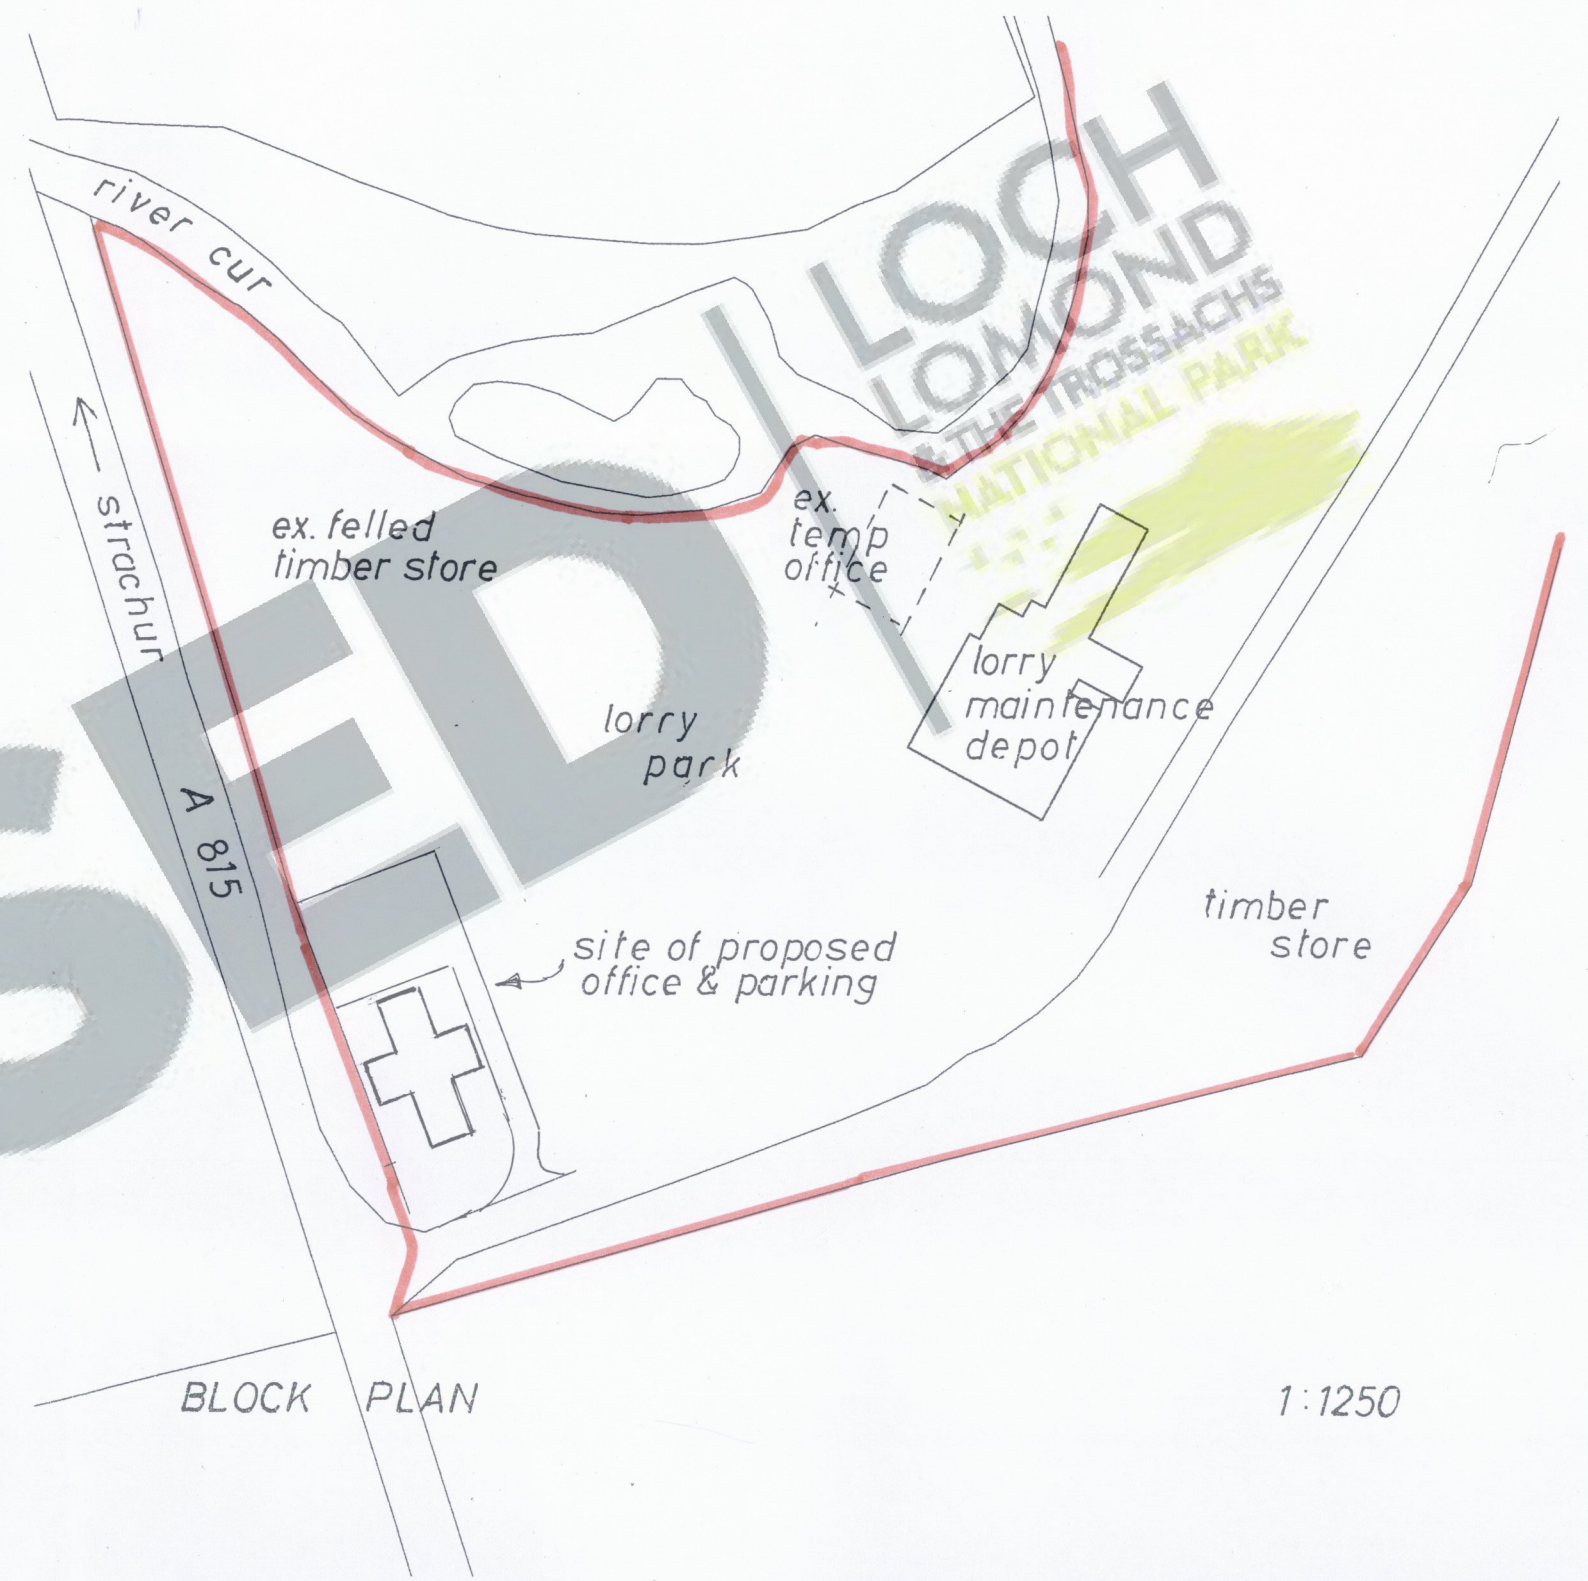 LOCH
LOMOND
& THE TROSSACHS
NATIONAL PARK
river cur
strachur
ex. felled
timber store
ex.
temp
office
lorry
maintenance
depot
lorry
park
A 815
SED
timber
store
site of proposed
office & parking
BLOCK PLAN
1:1250